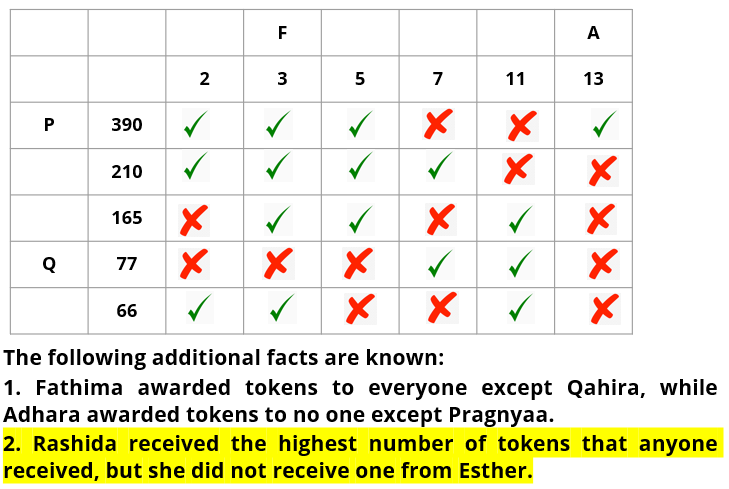 F A
2 3 5 7 11 13
P 390
210
165
Q 77
66
The following additional facts are known:
1. Fathima awarded tokens to everyone except Qahira, while
Adhara awarded tokens to no one except Pragnyaa.
2. Rashida received the highest number of tokens that anyone
received, but she did not receive one from Esther.